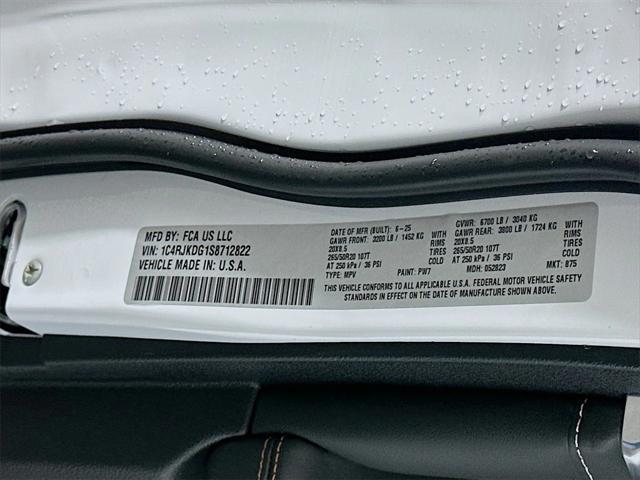 MFD BY: FCA US LLC
VIN: 1C4RJKDG1S8712822
VEHICLE MADE IN U.S.A.
DATE OF MFR (BUILT): 6-25
GAWR FRONT: 3200 LB / 1452 KG WITH
20X8.5 RIMS
265/50R20 107T TIRES
AT 250 kPa / 36 PSI COLD
TYPE: MPV PAINT: PW7
GVWR: 6700 LB / 3040 KG
GAWR REAR: 3800 LB / 1724 KG WITH
20X8.5 RIMS
265/50R20 107T TIRES
AT 250 kPa / 36 PSI COLD
MDH: 052823 MKT: 875
THIS VEHICLE CONFORMS TO ALL APPLICABLE U.S.A. FEDERAL MOTOR VEHICLE SAFETY
STANDARDS IN EFFECT ON THE DATE OF MANUFACTURE SHOWN ABOVE.